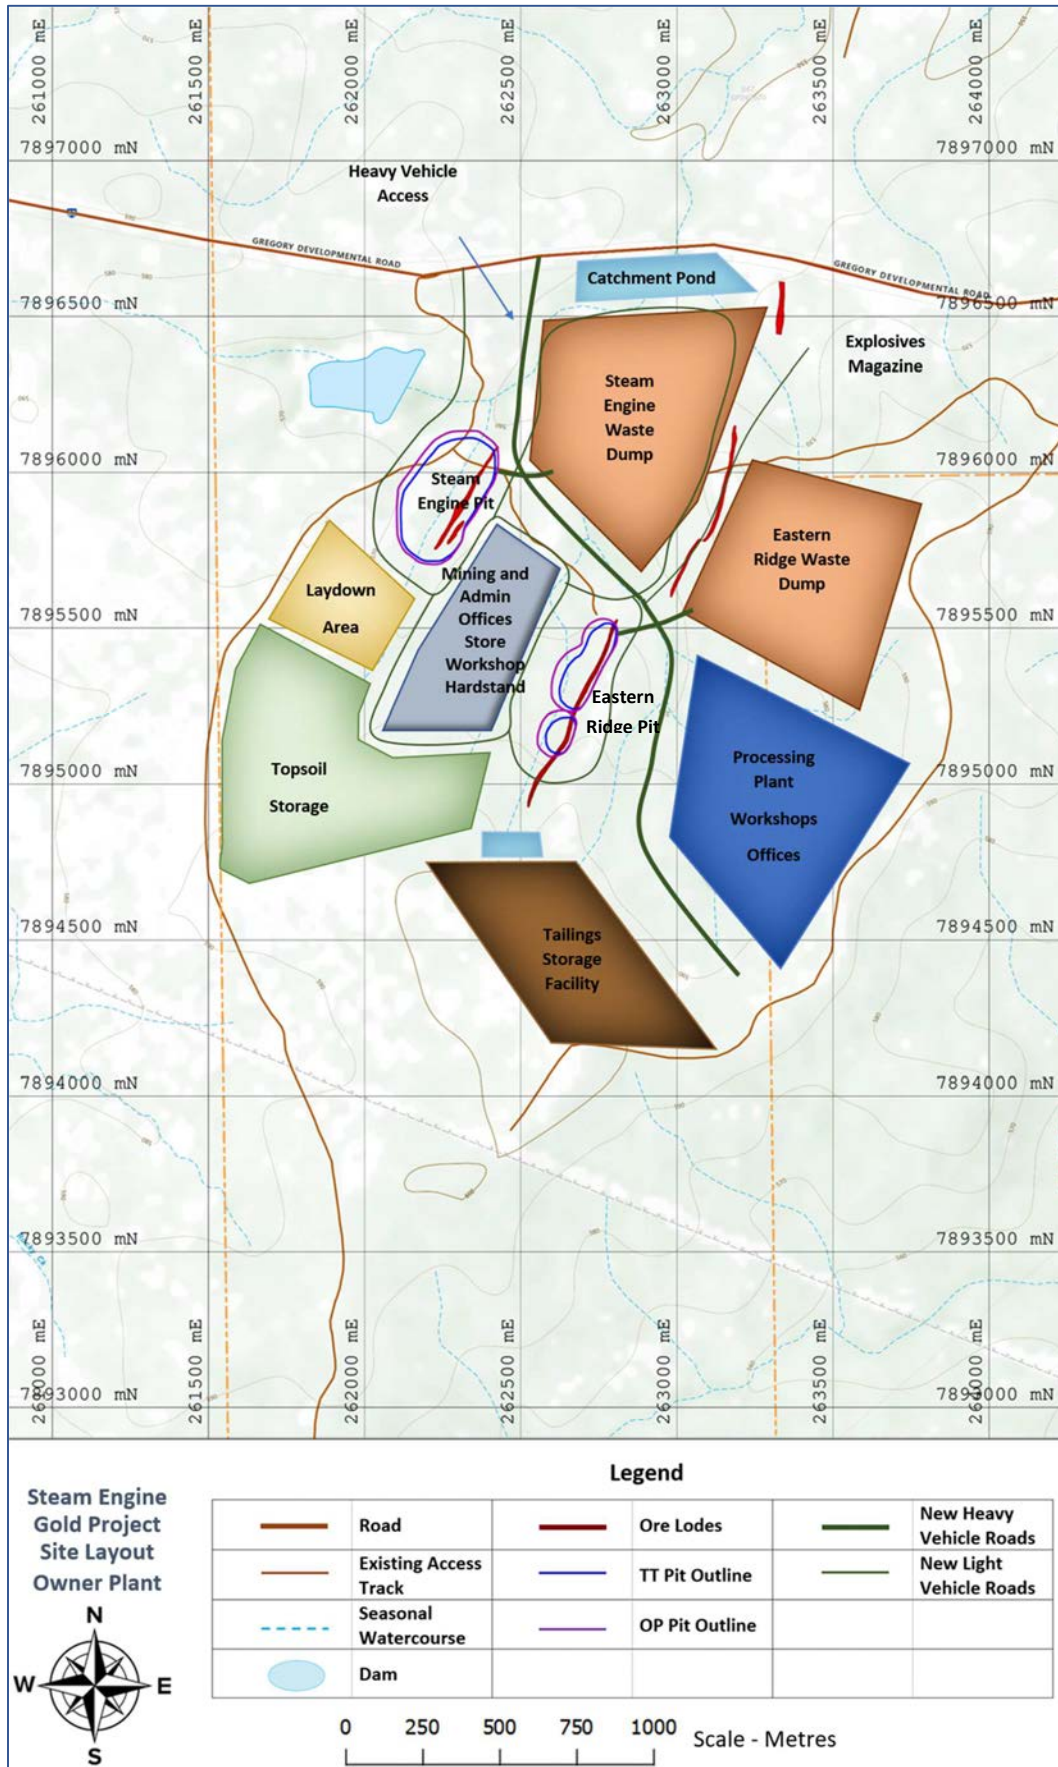 261000 mE
261500 mE
262000 mE
262500 mE
263000 mE
263500 mE
264000 mE
7897000 mN
7897000 mN
Heavy Vehicle
Access
GREGORY DEVELOPMENTAL ROAD
GREGORY DEVELOPMENTAL ROAD
Catchment Pond
7896500 mN
7896500 mN
Explosives
Magazine
Steam
Engine
Waste
Dump
7896000 mN
7896000 mN
Steam
Engine Pit
Eastern
Ridge Waste
Dump
Mining and
Admin
Offices
Store
Workshop
Hardstand
Laydown
Area
7895500 mN
7895500 mN
Eastern
Ridge Pit
Topsoil
Storage
Processing
Plant
Workshops
Offices
7895000 mN
7895000 mN
7894500 mN
7894500 mN
Tailings
Storage
Facility
7894000 mN
7894000 mN
7893500 mN
7893500 mN
7893000 mN
7893000 mN
261000 mE
261500 mE
262000 mE
262500 mE
263000 mE
263500 mE
264000 mE
Steam Engine
Gold Project
Site Layout
Owner Plant
N
W
E
S
Legend
Road
Ore Lodes
New Heavy
Vehicle Roads
Existing Access
Track
TT Pit Outline
New Light
Vehicle Roads
Seasonal
Watercourse
OP Pit Outline
Dam
0 250 500 750 1000
Scale - Metres